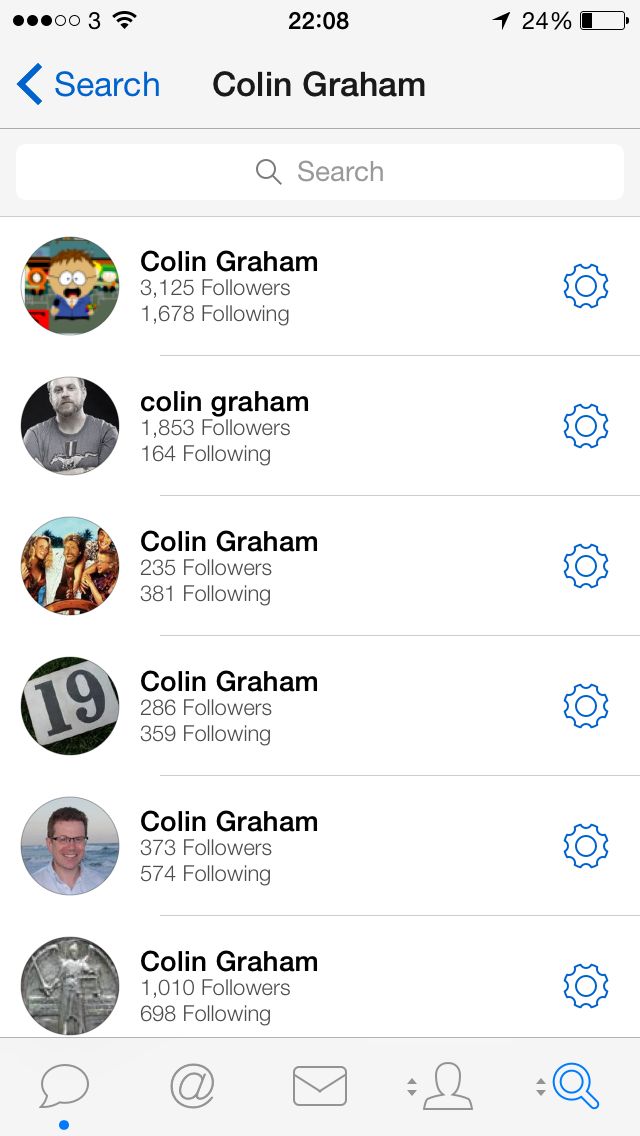 3 22:08 24%
Search Colin Graham
Search
Colin Graham
3,125 Followers
1,678 Following
colin graham
1,853 Followers
164 Following
Colin Graham
235 Followers
381 Following
19
Colin Graham
286 Followers
359 Following
Colin Graham
373 Followers
574 Following
Colin Graham
1,010 Followers
698 Following
@